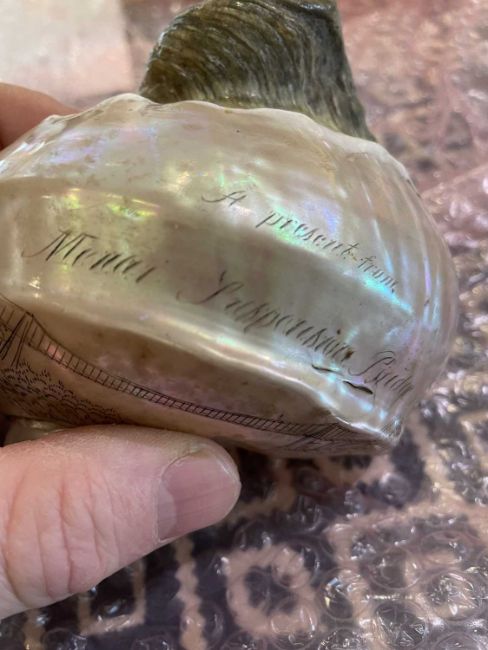 A present from
Menai Suspension Bridge